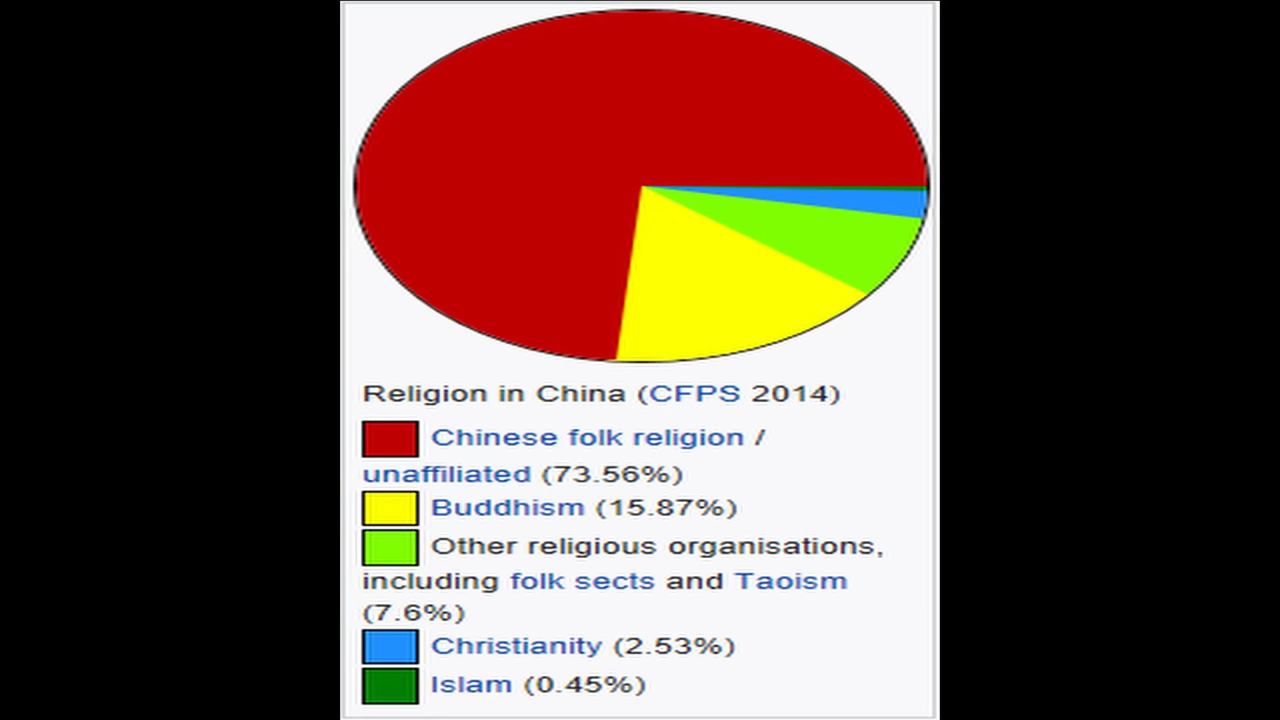 Religion in China (CFPS 2014)
Chinese folk religion /
unaffiliated (73.56%)
Buddhism (15.87%)
Other religious organisations,
including folk sects and Taoism
(7.6%)
Christianity (2.53%)
Islam (0.45%)